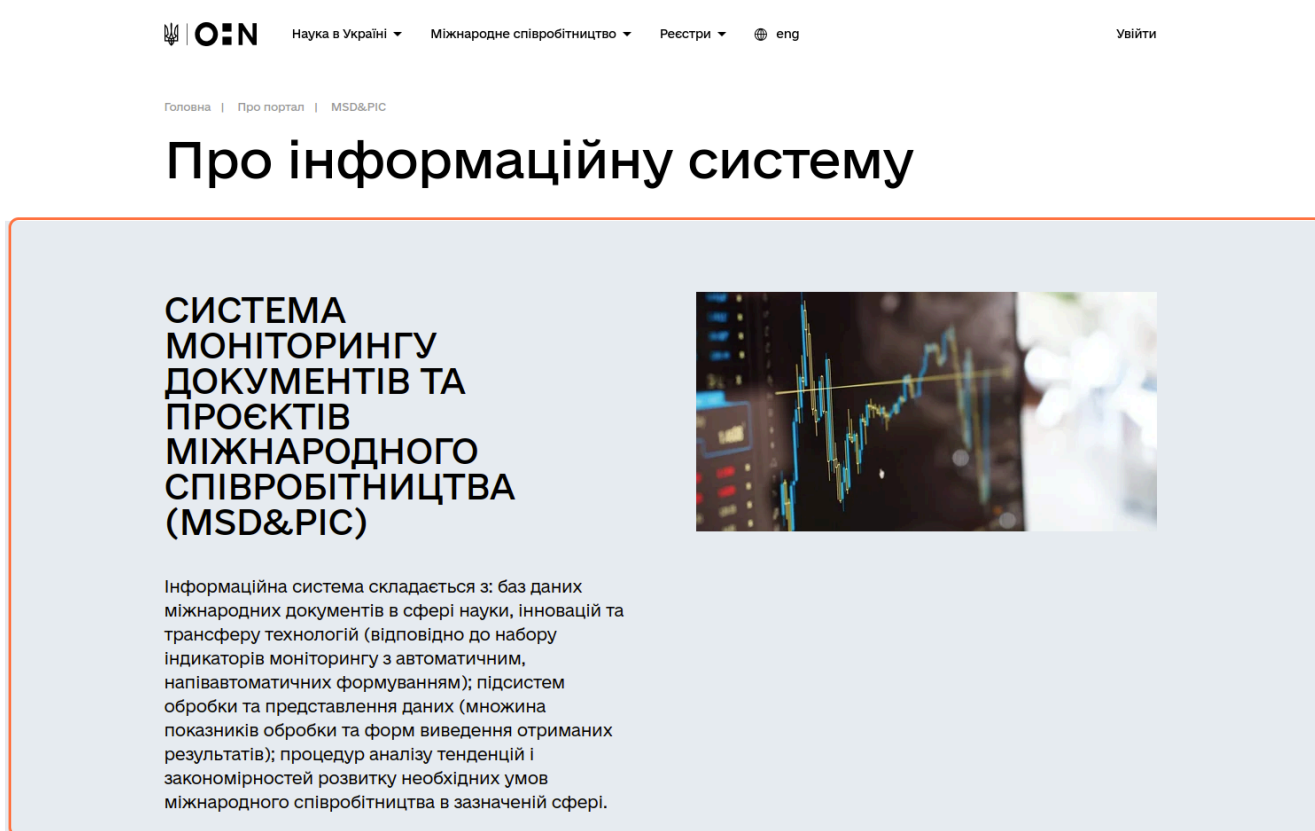 O:N
Наука в Україні
Міжнародне співробітництво
Реєстри
eng
Увійти
Головна | Про портал | MSD&PIC
Про інформаційну систему
СИСТЕМА
МОНІТОРИНГУ
ДОКУМЕНТІВ ТА
ПРОЄКТІВ
МІЖНАРОДНОГО
СПІВРОБІТНИЦТВА
(MSD&PIC)
Інформаційна система складається з: баз даних
міжнародних документів в сфері науки, інновацій та
трансферу технологій (відповідно до набору
індикаторів моніторингу з автоматичним,
напівавтоматичних формуванням); підсистем
обробки та представлення даних (множина
показників обробки та форм виведення отриманих
результатів); процедур аналізу тенденцій і
закономірностей розвитку необхідних умов
міжнародного співробітництва в зазначеній сфері.